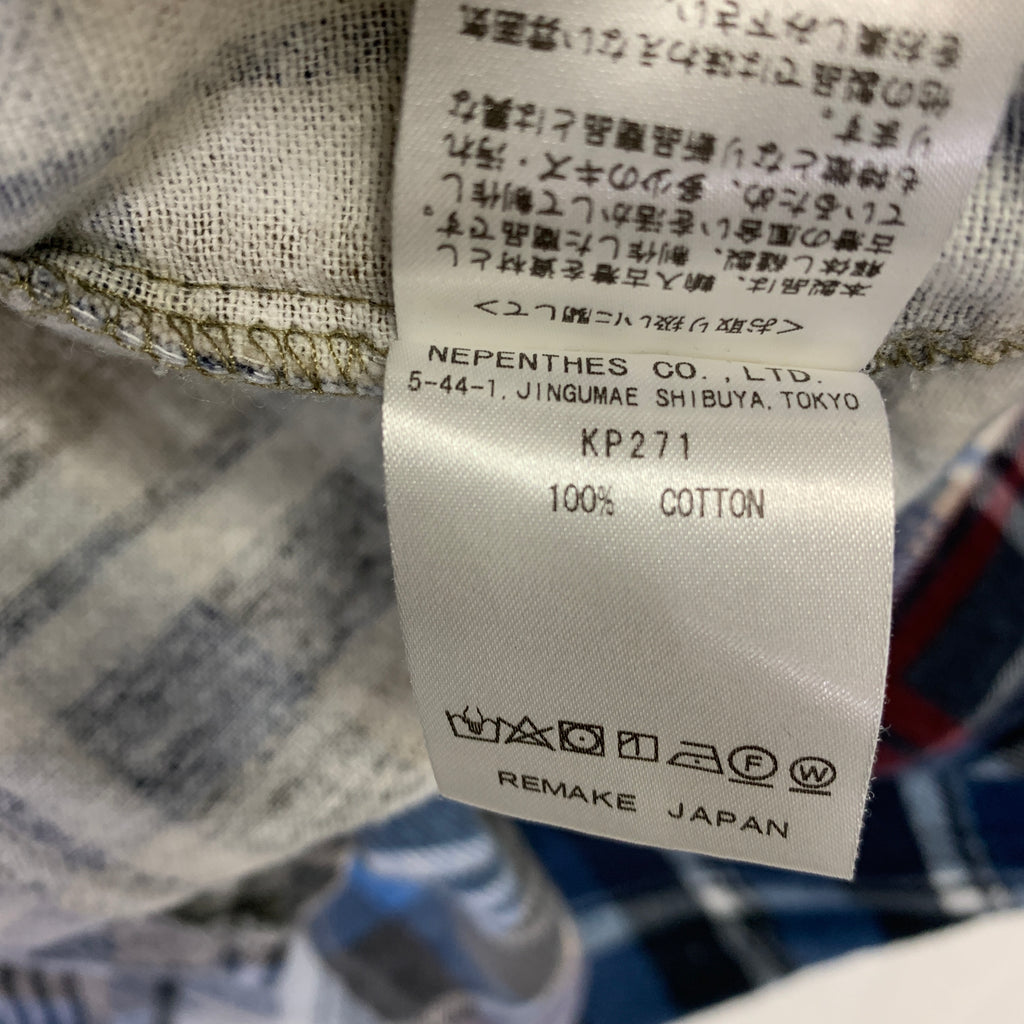 <お取り扱いに関して>
本製品は、輸入古着を資材とし
解体し縫製、制作した商品です。
古着の風合いを活かして制作し
ているため、多少のキズ・汚れ
も特徴となり新品商品とは異な
ります。
他の製品では味わえない雰囲気
をお楽しみ下さい。
NEPENTHES CO., LTD.
5-44-1, JINGUMAE SHIBUYA, TOKYO
KP271
100% COTTON
F W
REMAKE JAPAN